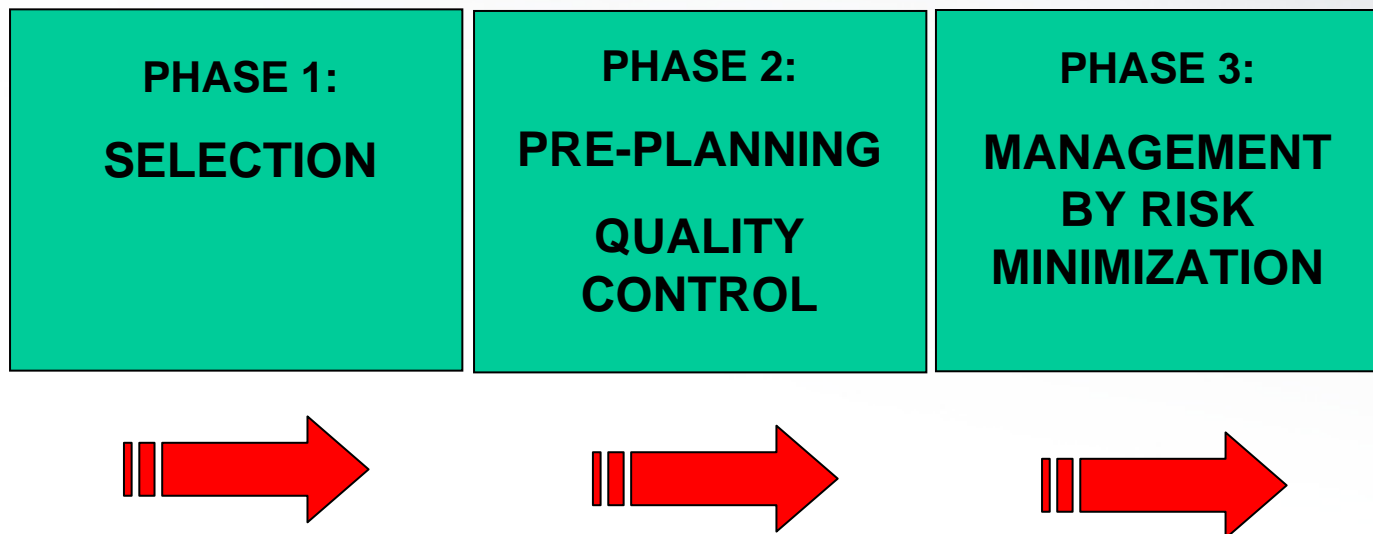 PHASE 1:
SELECTION
PHASE 2:
PRE-PLANNING
QUALITY
CONTROL
PHASE 3:
MANAGEMENT
BY RISK
MINIMIZATION